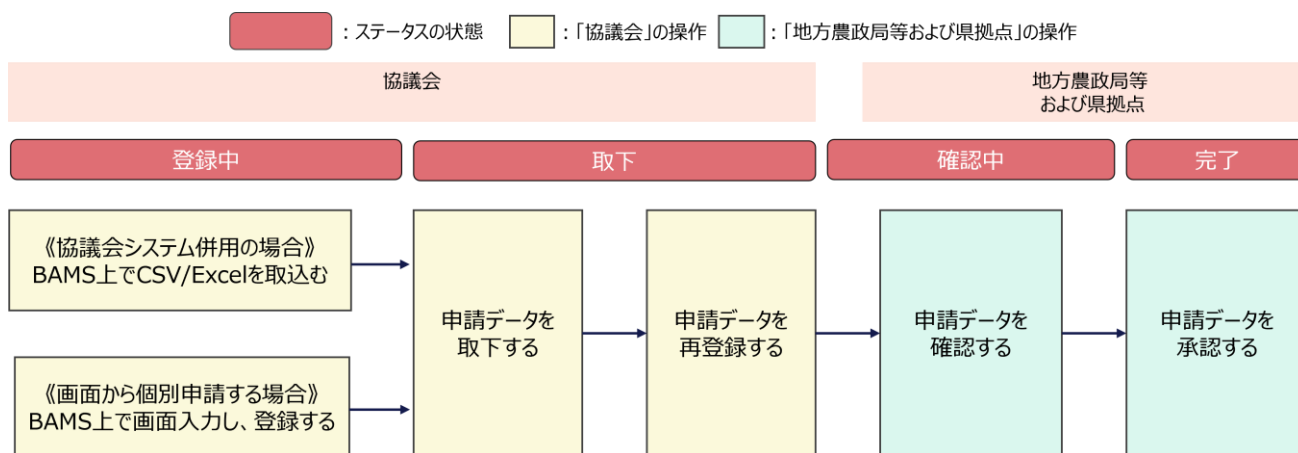 ：ステータスの状態
：「協議会」の操作
：「地方農政局等および県拠点」の操作
協議会
地方農政局等
および県拠点
登録中
取下
確認中
完了
《協議会システム併用の場合》
BAMS上でCSV/Excelを取込む
《画面から個別申請する場合》
BAMS上で画面入力し、登録する
申請データを
取下する
申請データを
再登録する
申請データを
確認する
申請データを
承認する